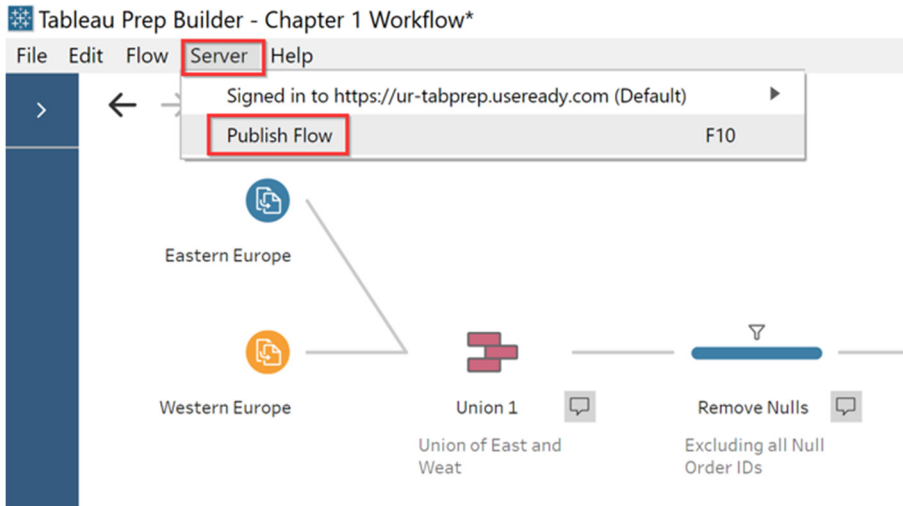 Tableau Prep Builder - Chapter 1 Workflow*
File Edit Flow Server Help
Signed in to https://ur-tabprep.useready.com (Default)
Publish Flow F10
Eastern Europe
Western Europe
Union 1
Remove Nulls
Union of East and
Weat
Excluding all Null
Order IDs